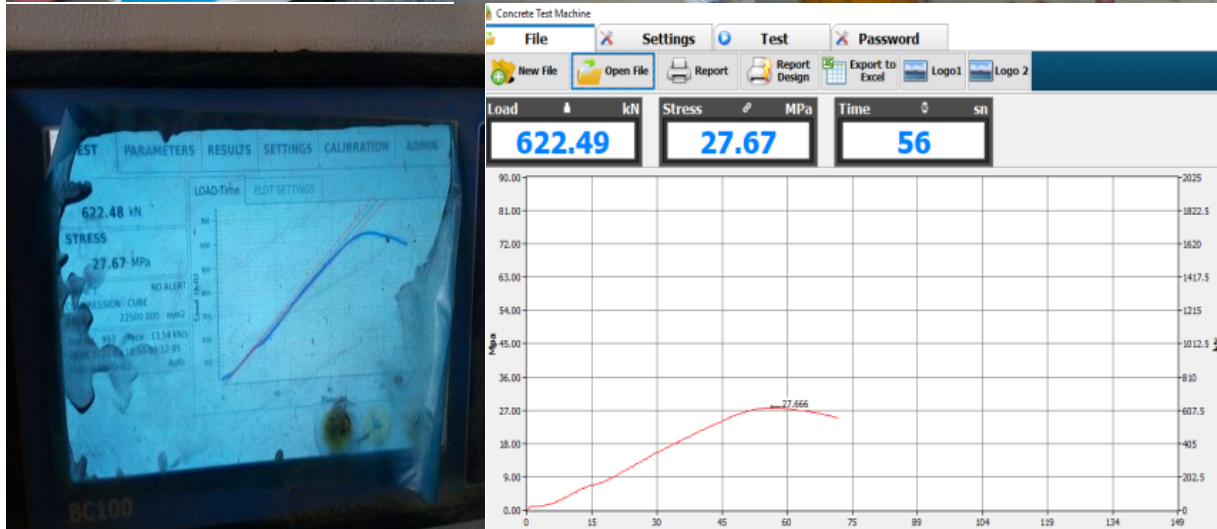 TEST PARAMETERS RESULTS SETTINGS CALIBRATION ADMIN
LOAD
622.48 kN
STRESS
27.67 MPa
NO ALERT
COMPRESSION - CUBE
22500.000 mm2
993 Pace : 13.54 kN/s
Auto
LOAD-Time PLOT SETTINGS
BC100
Concrete Test Machine
File Settings Test Password
New File Open File Report Report Design Export to Excel Logo1 Logo 2
Load kN Stress MPa Time sn
622.49 27.67 56
90.00 2025
81.00 1822.5
72.00 1620
63.00 1417.5
54.00 1215
Mpa 45.00 1012.5
36.00 810
27.00 27.666 607.5
18.00 405
9.00 202.5
0.00 0
0 15 30 45 60 75 89 104 119 134 149